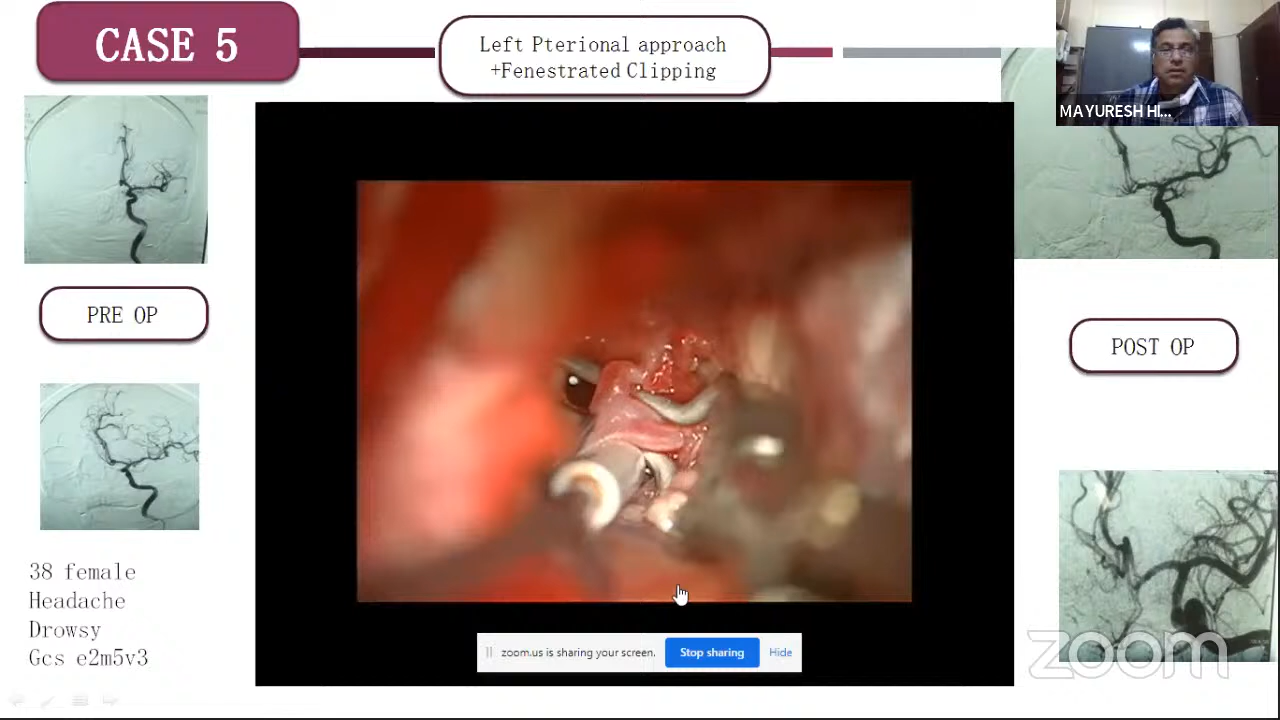 CASE 5
Left Pterional approach
+Fenestrated Clipping
MAYURESH HI...
PRE OP
POST OP
38 female
Headache
Drowsy
Gcs e2m5v3
zoom.us is sharing your screen.
Stop sharing
Hide
zoom